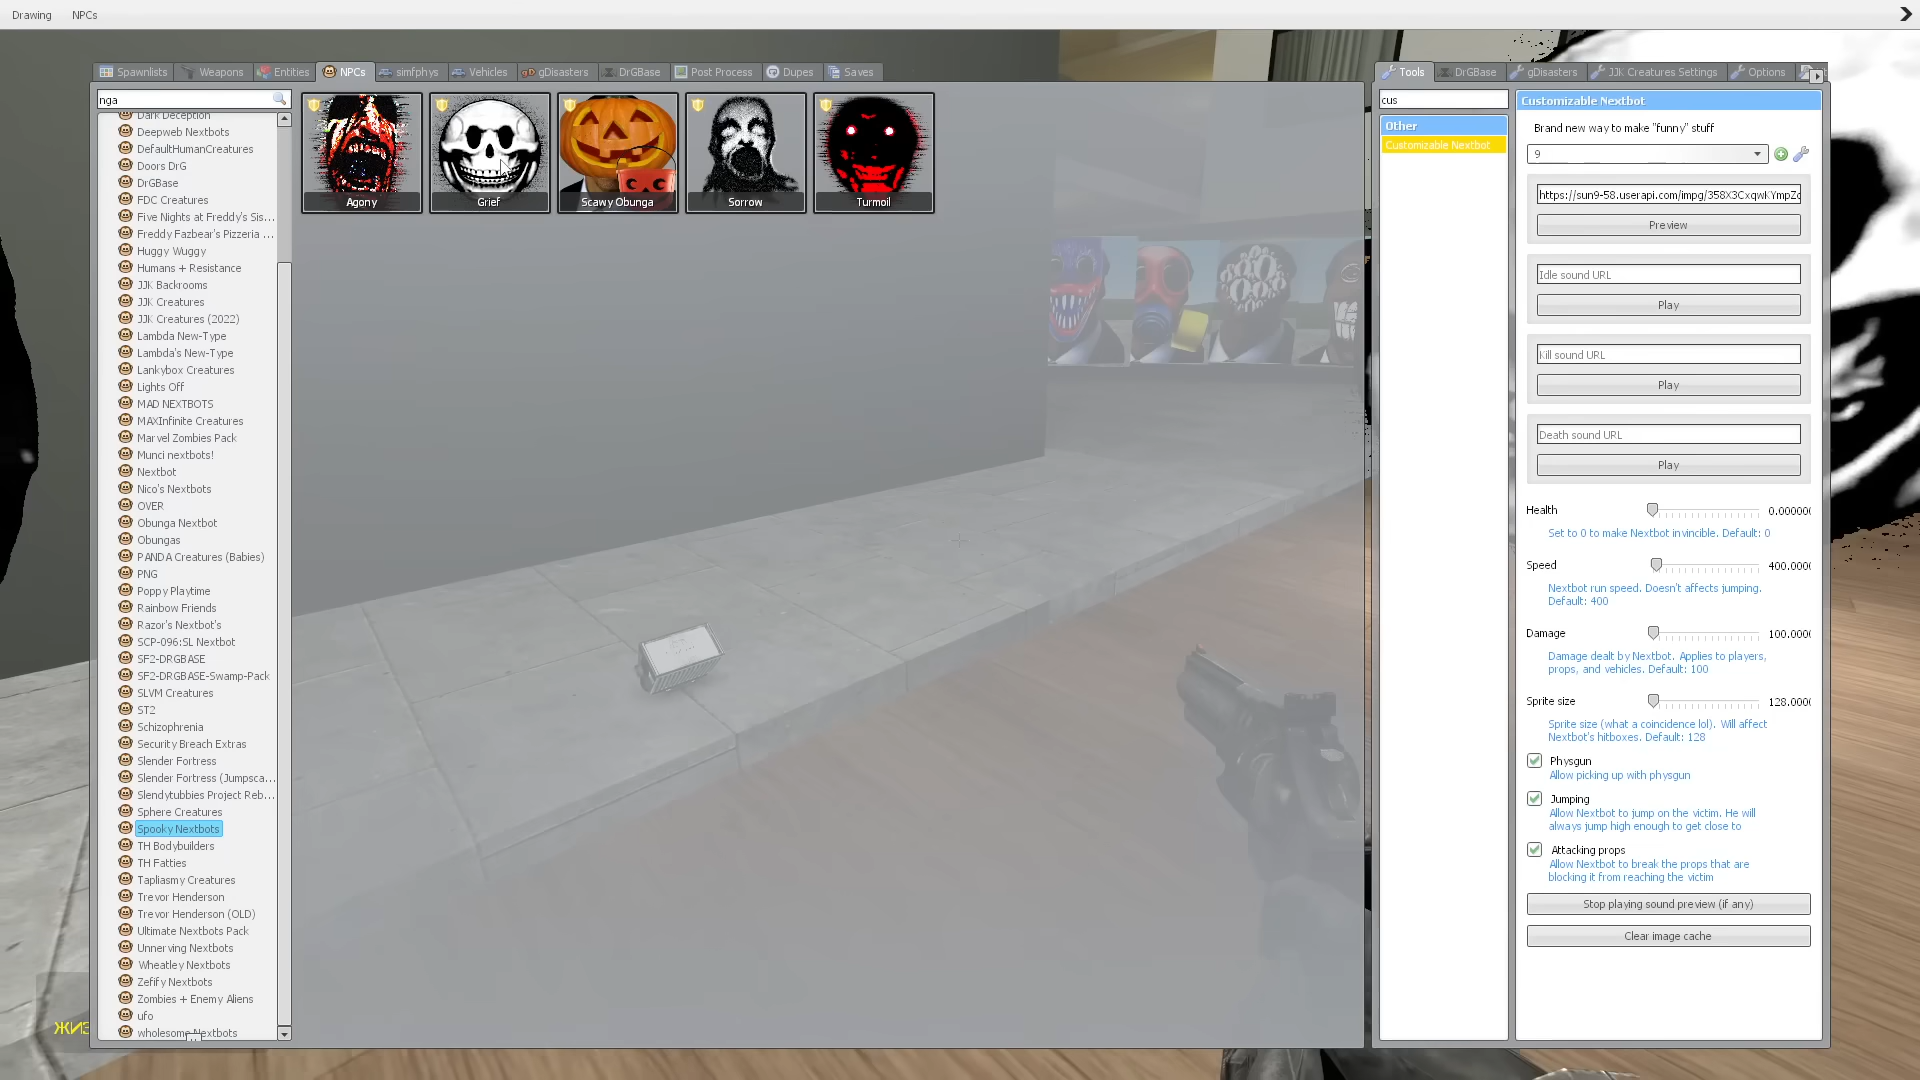 Drawing
NPCs
Spawnlists
Weapons
Entities
NPCs
simfphys
Vehicles
gDisasters
DrGBase
Post Process
Dupes
Saves
nga
Dark Deception
Deepweb Nextbots
DefaultHumanCreatures
Doors DrG
DrGBase
FDC Creatures
Five Nights at Freddy's Sis...
Freddy Fazbear's Pizzeria ...
Huggy Wuggy
Humans + Resistance
JJK Backrooms
JJK Creatures
JJK Creatures (2022)
Lambda New-Type
Lambda's New-Type
Lankybox Creatures
Lights Off
MAD NEXTBOTS
MAXInfinite Creatures
Marvel Zombies Pack
Munci nextbots!
Nextbot
Nico's Nextbots
OVER
Obunga Nextbot
Obungas
PANDA Creatures (Babies)
PNG
Poppy Playtime
Rainbow Friends
Razor's Nextbot's
SCP-096:SL Nextbot
SF2-DRGBASE
SF2-DRGBASE-Swamp-Pack
SLVM Creatures
ST2
Schizophrenia
Security Breach Extras
Slender Fortress
Slender Fortress (Jumpsca...
Slendytubbies Project Reb...
Sphere Creatures
Spooky Nextbots
TH Bodybuilders
TH Fatties
Tapliasmy Creatures
Trevor Henderson
Trevor Henderson (OLD)
Ultimate Nextbots Pack
Unnerving Nextbots
Wheatley Nextbots
Zefify Nextbots
Zombies + Enemy Aliens
ufo
wholesome Nextbots
Agony
Grief
Scawy Obunga
Sorrow
Turmoil
Tools
DrGBase
gDisasters
JJK Creatures Settings
Options
cus
Other
Customizable Nextbot
Customizable Nextbot
Brand new way to make "funny" stuff
9
Preview
Idle sound URL
Play
Kill sound URL
Play
Death sound URL
Play
Health
0.00000
Set to 0 to make Nextbot invincible. Default: 0
Speed
400.000
Nextbot run speed. Doesn't affects jumping.
Default: 400
Damage
100.000
Damage dealt by Nextbot. Applies to players,
props, and vehicles. Default: 100
Sprite size
128.000
Sprite size (what a coincidence lol). Will affect
Nextbot's hitboxes. Default: 128
Physgun
Allow picking up with physgun
Jumping
Allow Nextbot to jump on the victim. He will
always jump high enough to get close to
Attacking props
Allow Nextbot to break the props that are
blocking it from reaching the victim
Stop playing sound preview (if any)
Clear image cache